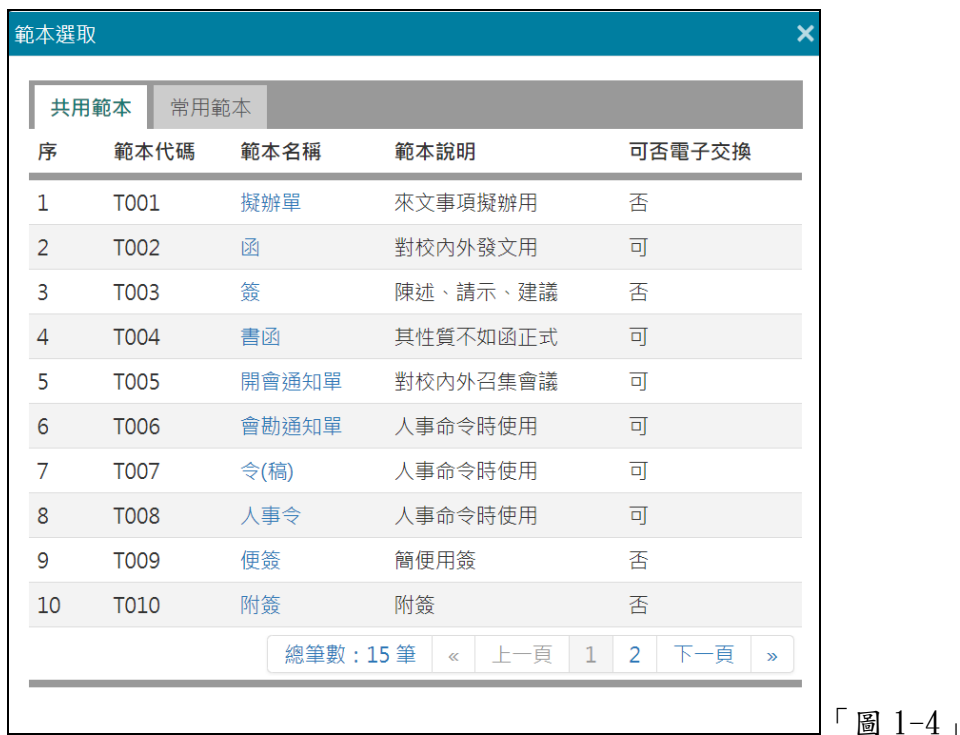 範本選取 ×
共用範本 常用範本
序 範本代碼 範本名稱 範本說明 可否電子交換
1 T001 擬辦單 來文事項擬辦用 否
2 T002 函 對校內外發文用 可
3 T003 簽 陳述、請示、建議 否
4 T004 書函 其性質不如函正式 可
5 T005 開會通知單 對校內外召集會議 可
6 T006 會勘通知單 人事命令時使用 可
7 T007 令(稿) 人事命令時使用 可
8 T008 人事令 人事命令時使用 可
9 T009 便簽 簡便用簽 否
10 T010 附簽 附簽 否
總筆數：15 筆 « 上一頁 1 2 下一頁 »
「圖 1-4」